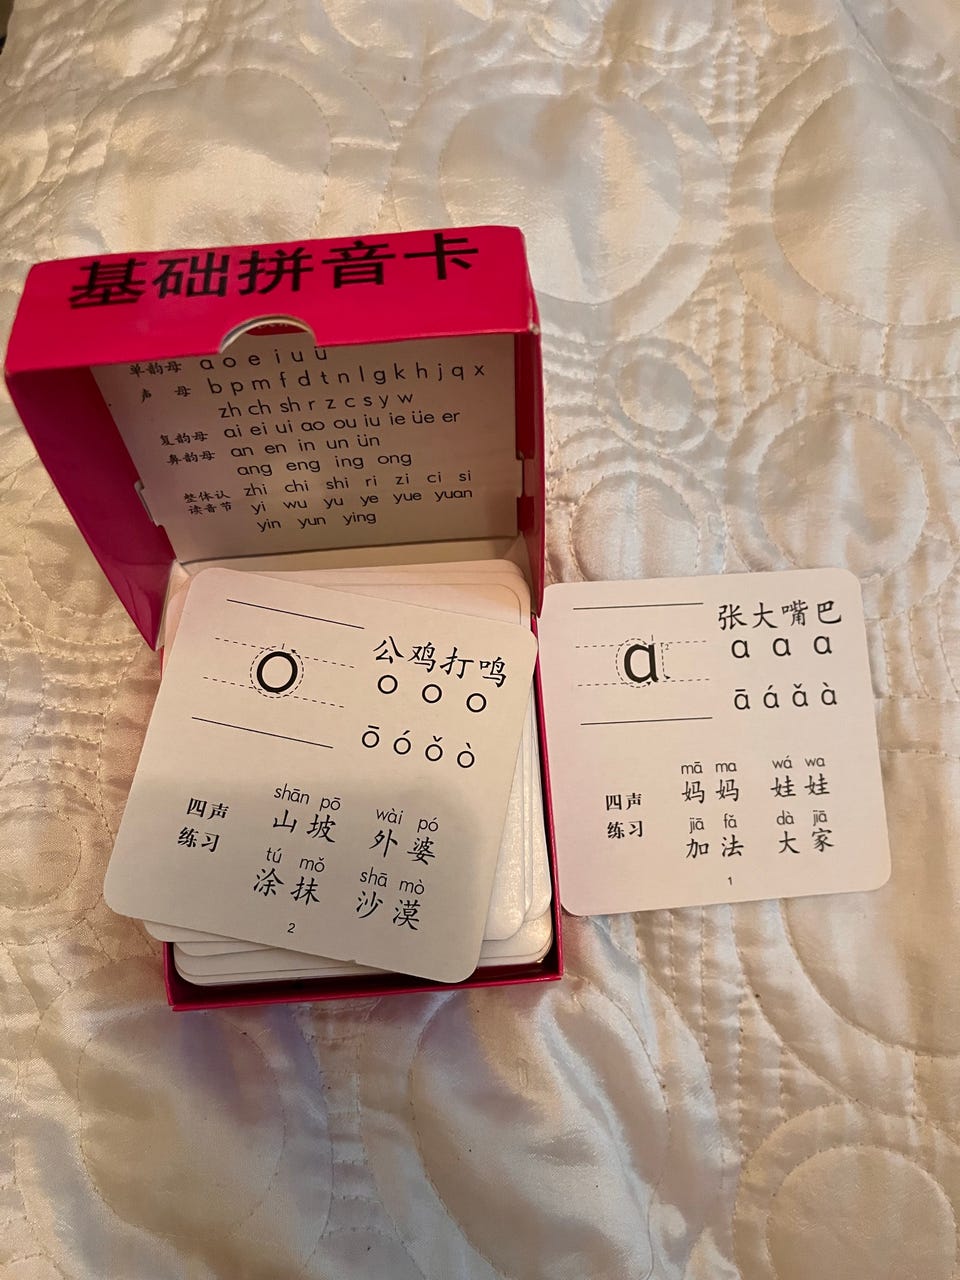 基础拼音卡
单韵母 a o e i u ü
声 母 b p m f d t n l g k h j q x
zh ch sh r z c s y w
复韵母 ai ei ui ao ou iu ie üe er
鼻韵母 an en in un ün
ang eng ing ong
整体认 zhi chi shi ri zi ci si
读音节 yi wu yu ye yue yuan
yin yun ying
o
公鸡打鸣
o o o
ō ó ǒ ò
四声
练习
shān pō wài pó
山坡 外婆
tú mǒ shā mò
涂抹 沙漠
2
a
张大嘴巴
a a a
ā á ǎ à
四声
练习
mā ma wá wa
妈妈 娃娃
jiā fǎ dà jiā
加法 大家
1